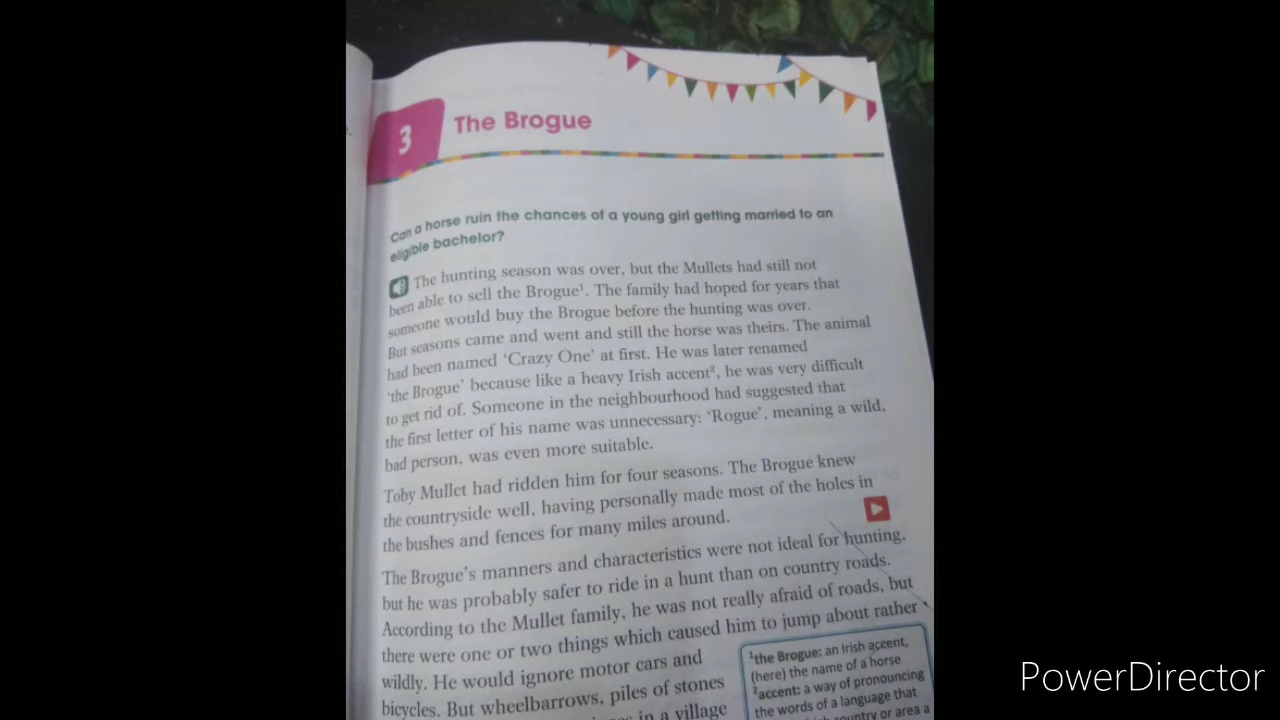 3
The Brogue
Can a horse ruin the chances of a young girl getting married to an
eligible bachelor?
The hunting season was over, but the Mullets had still not
been able to sell the Brogue¹. The family had hoped for years that
someone would buy the Brogue before the hunting was over.
But seasons came and went and still the horse was theirs. The animal
had been named ‘Crazy One’ at first. He was later renamed
‘the Brogue’ because like a heavy Irish accent², he was very difficult
to get rid of. Someone in the neighbourhood had suggested that
the first letter of his name was unnecessary: ‘Rogue’, meaning a wild,
bad person, was even more suitable.
Toby Mullet had ridden him for four seasons. The Brogue knew
the countryside well, having personally made most of the holes in
the bushes and fences for many miles around.
The Brogue’s manners and characteristics were not ideal for hunting,
but he was probably safer to ride in a hunt than on country roads.
According to the Mullet family, he was not really afraid of roads, but
there were one or two things which caused him to jump about rather
wildly. He would ignore motor cars and
bicycles. But wheelbarrows, piles of stones
in a village
¹the Brogue: an Irish accent,
(here) the name of a horse
²accent: a way of pronouncing
the words of a language that
country or area a
PowerDirector